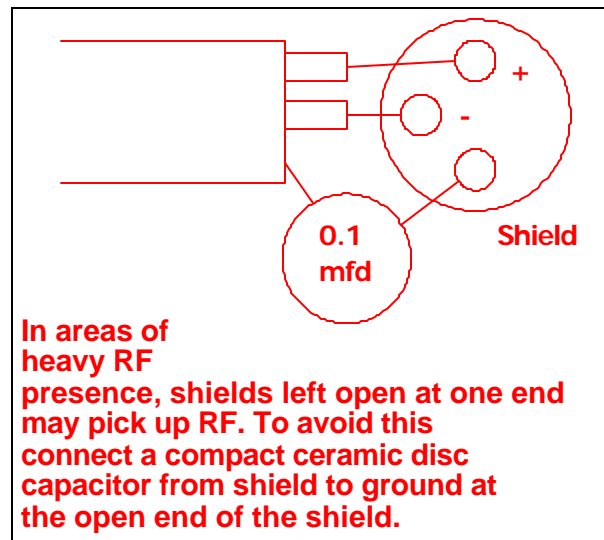 +
-
0.1
mfd
Shield
In areas of
heavy RF
presence, shields left open at one end
may pick up RF. To avoid this
connect a compact ceramic disc
capacitor from shield to ground at
the open end of the shield.